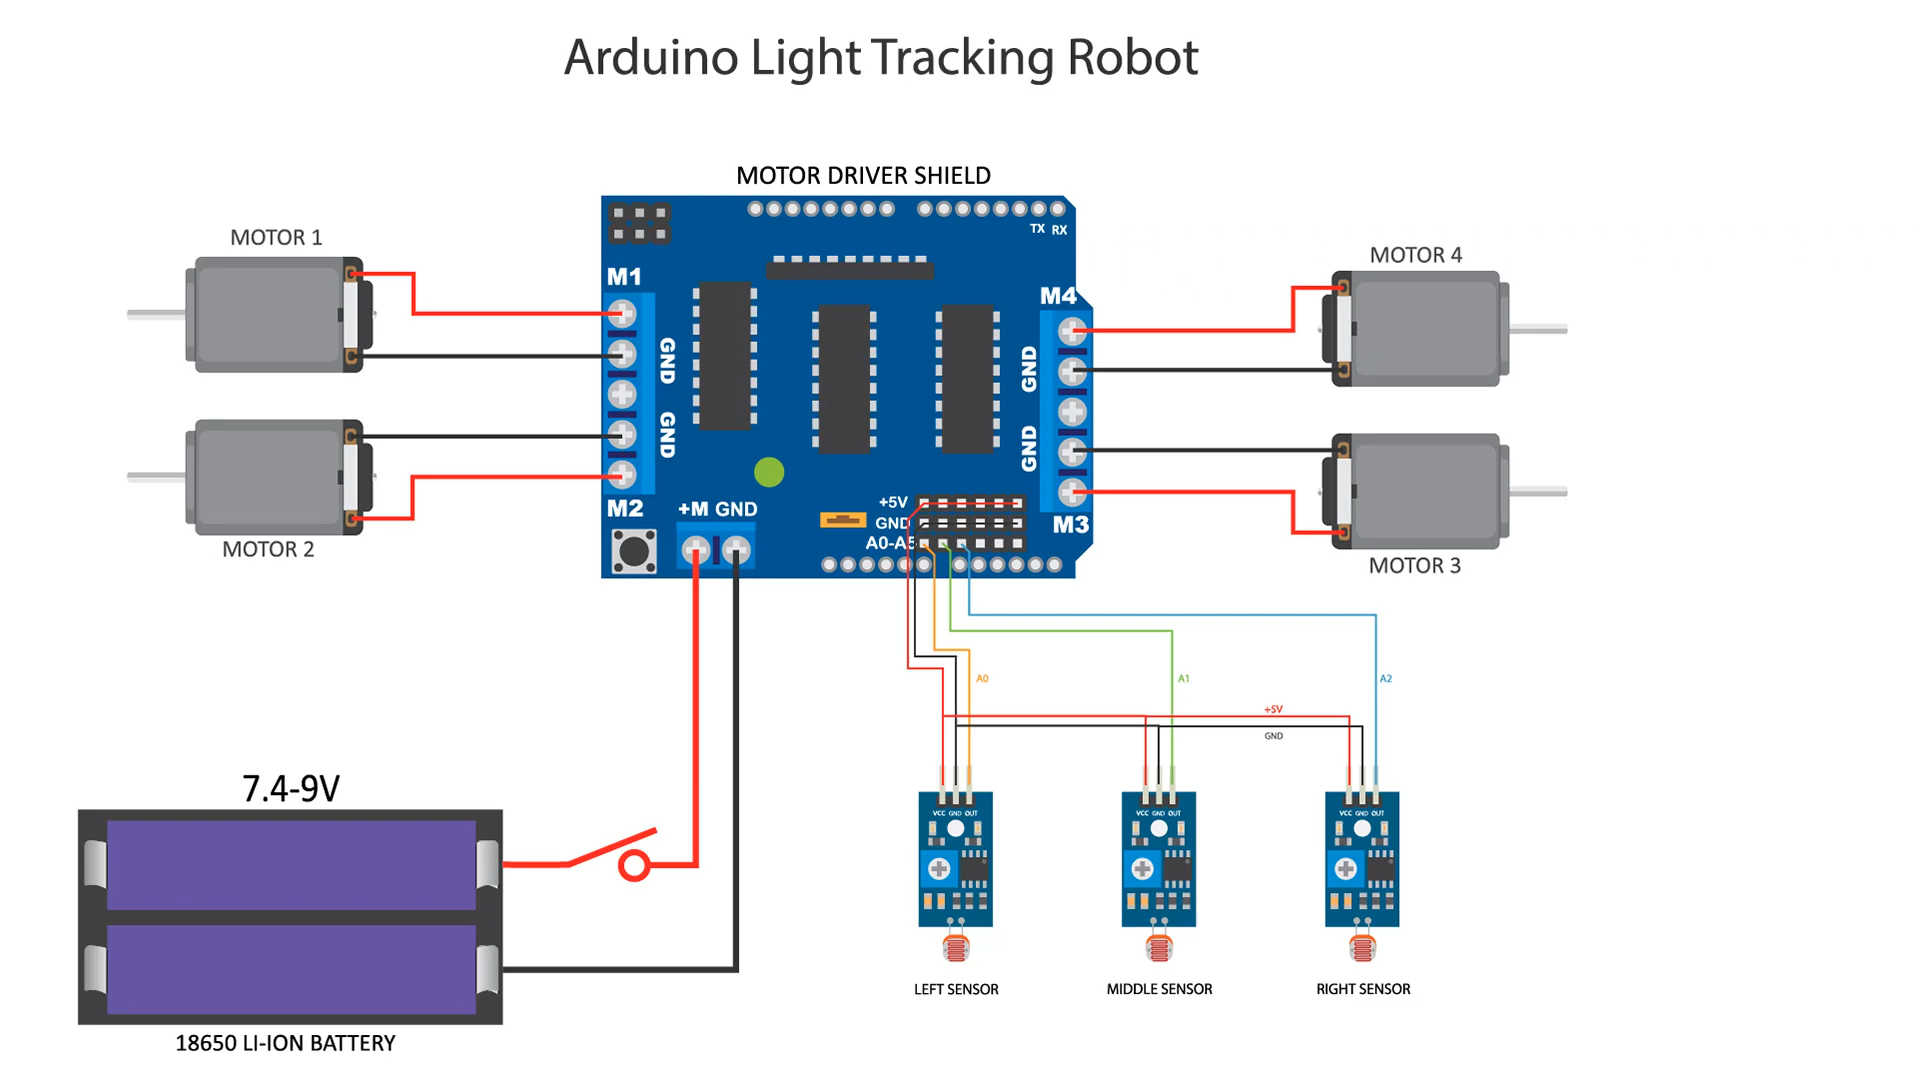 Arduino Light Tracking Robot
MOTOR DRIVER SHIELD
TX RX
MOTOR 1
MOTOR 4
M1
M4
GND
GND
GND
GND
MOTOR 2
MOTOR 3
M2
M3
+M GND
+5V
GND
A0-A5
A0
A1
A2
+5V
GND
7.4-9V
VCC GND OUT
VCC GND OUT
VCC GND OUT
LEFT SENSOR
MIDDLE SENSOR
RIGHT SENSOR
18650 LI-ION BATTERY